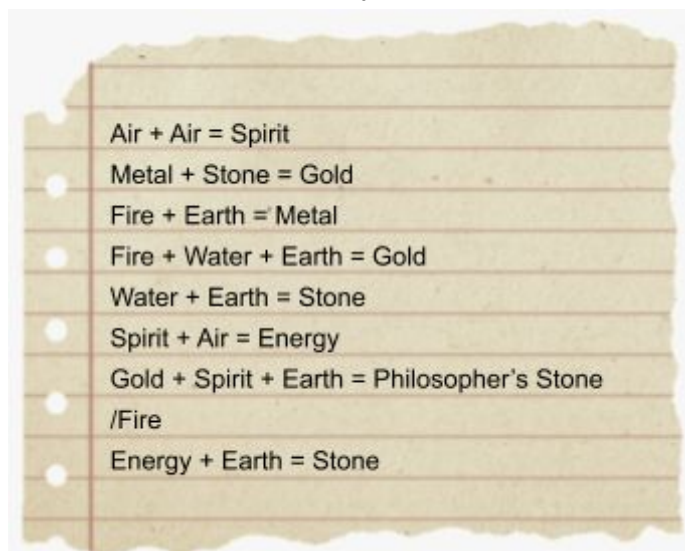 Air + Air = Spirit
Metal + Stone = Gold
Fire + Earth = Metal
Fire + Water + Earth = Gold
Water + Earth = Stone
Spirit + Air = Energy
Gold + Spirit + Earth = Philosopher's Stone
/Fire
Energy + Earth = Stone